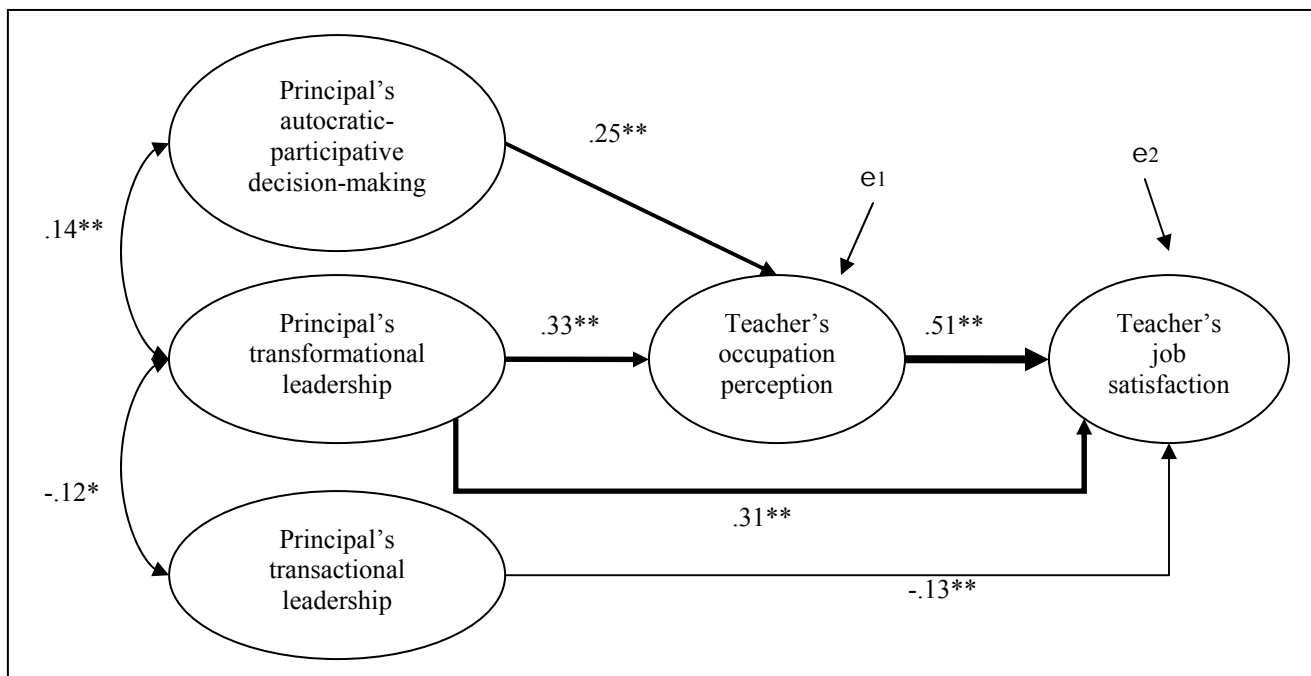 Principal’s
autocratic-
participative
decision-making
.25**
e1
e2
.14**
Principal’s
transformational
leadership
.33**
Teacher’s
occupation
perception
.51**
Teacher’s
job
satisfaction
-.12*
.31**
Principal’s
transactional
leadership
-.13**